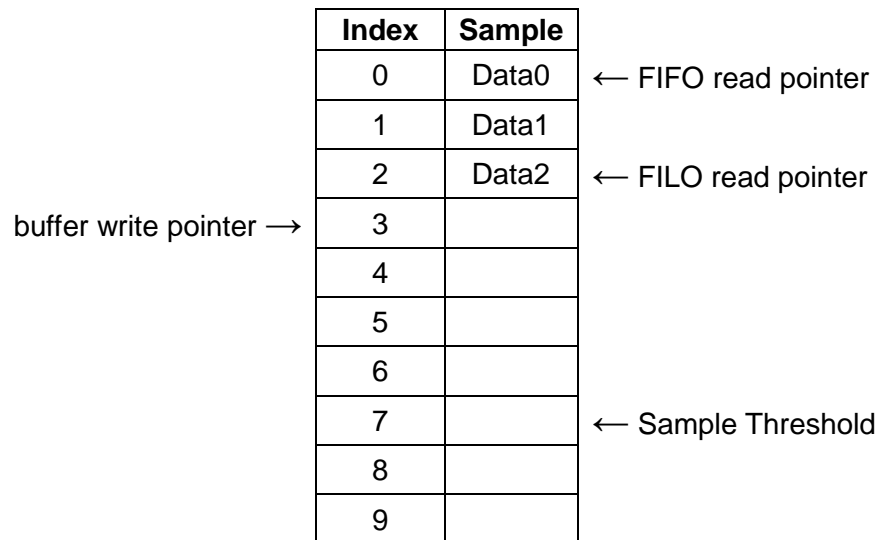 Index Sample
0 Data0 ← FIFO read pointer
1 Data1
2 Data2 ← FILO read pointer
buffer write pointer → 3
4
5
6
7 ← Sample Threshold
8
9